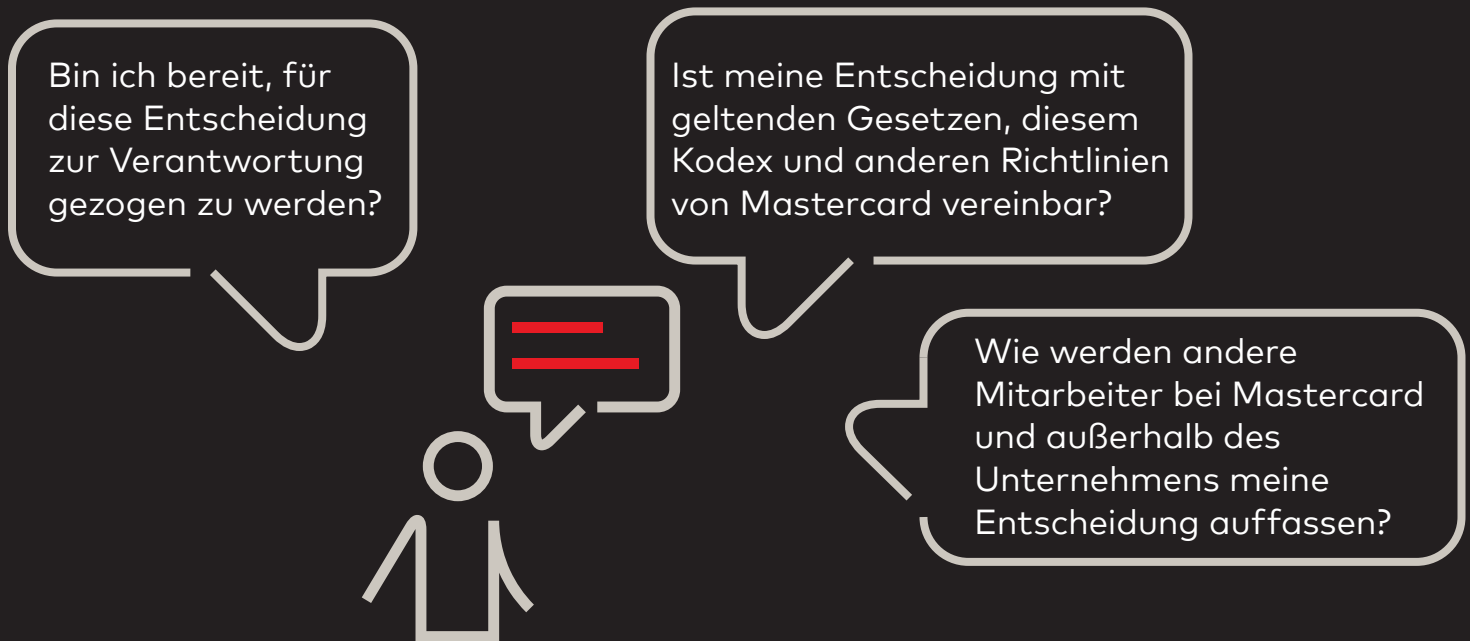 Bin ich bereit, für
diese Entscheidung
zur Verantwortung
gezogen zu werden?
Ist meine Entscheidung mit
geltenden Gesetzen, diesem
Kodex und anderen Richtlinien
von Mastercard vereinbar?
Wie werden andere
Mitarbeiter bei Mastercard
und außerhalb des
Unternehmens meine
Entscheidung auffassen?